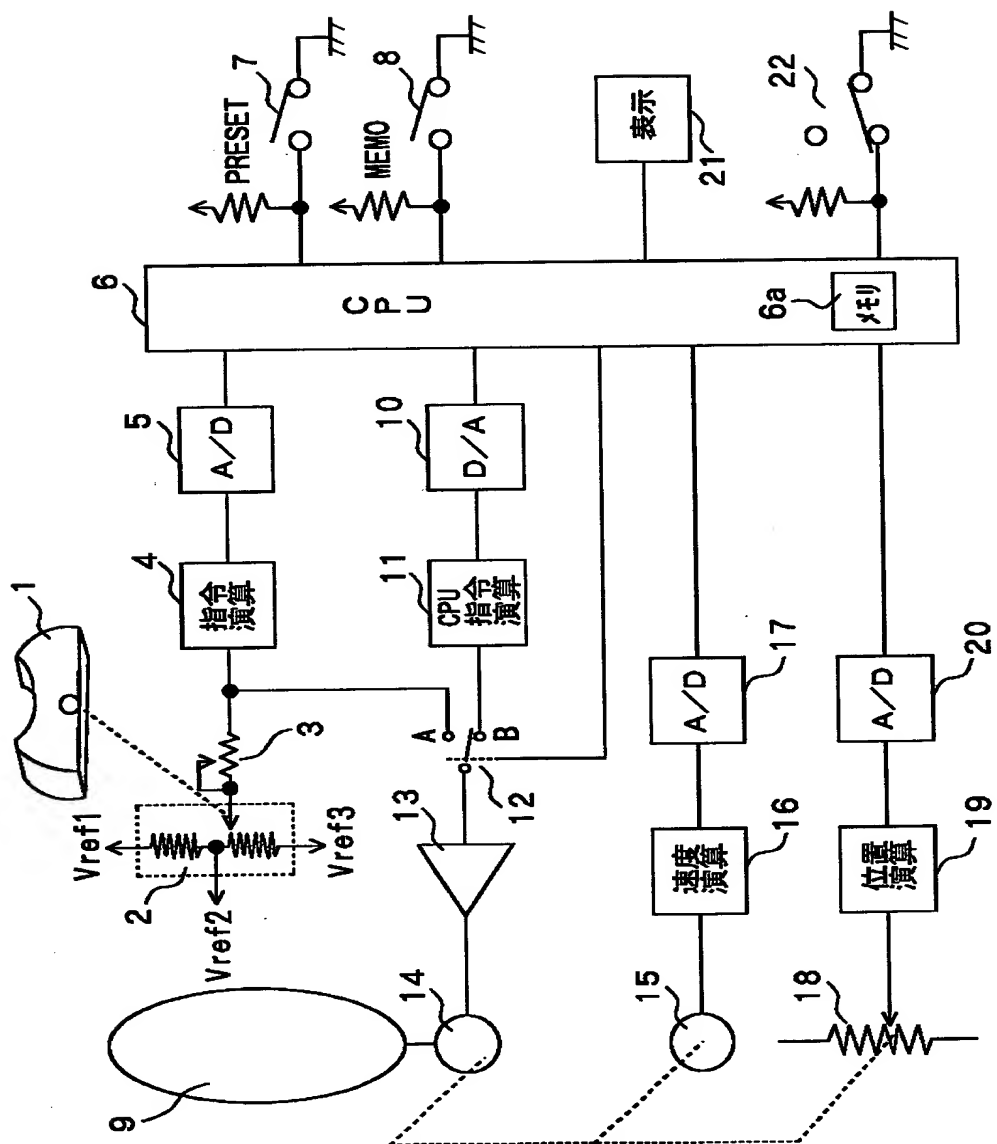 1
Vref1
2
Vref2
Vref3
3
4
指令
演算
5
A/D
6
CPU
7
PRESET
8
MEMO
9
10
D/A
11
CPU
指令
演算
12
A
B
13
14
15
16
速度
演算
17
A/D
18
19
位置
演算
20
A/D
6a
メモリ
表示
21
22